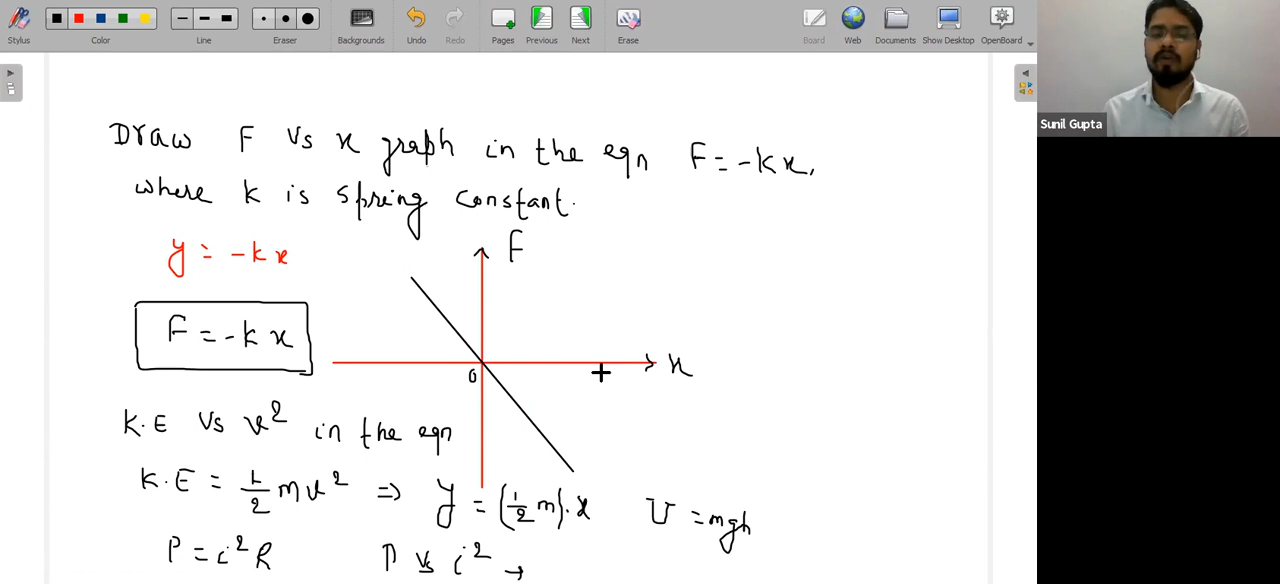 Stylus Color Line Eraser Backgrounds Undo Redo Pages Previous Next Erase Board Web Documents Show Desktop OpenBoard
Sunil Gupta
Draw F Vs x graph in the eqn F = -kx,
where k is spring constant.
y = -kx
F
F = -kx
0
x
K.E Vs v² in the eqn
K.E = 1/2 mv² => y = (1/2 m).x U = mgh
P = i²R P vs i² →